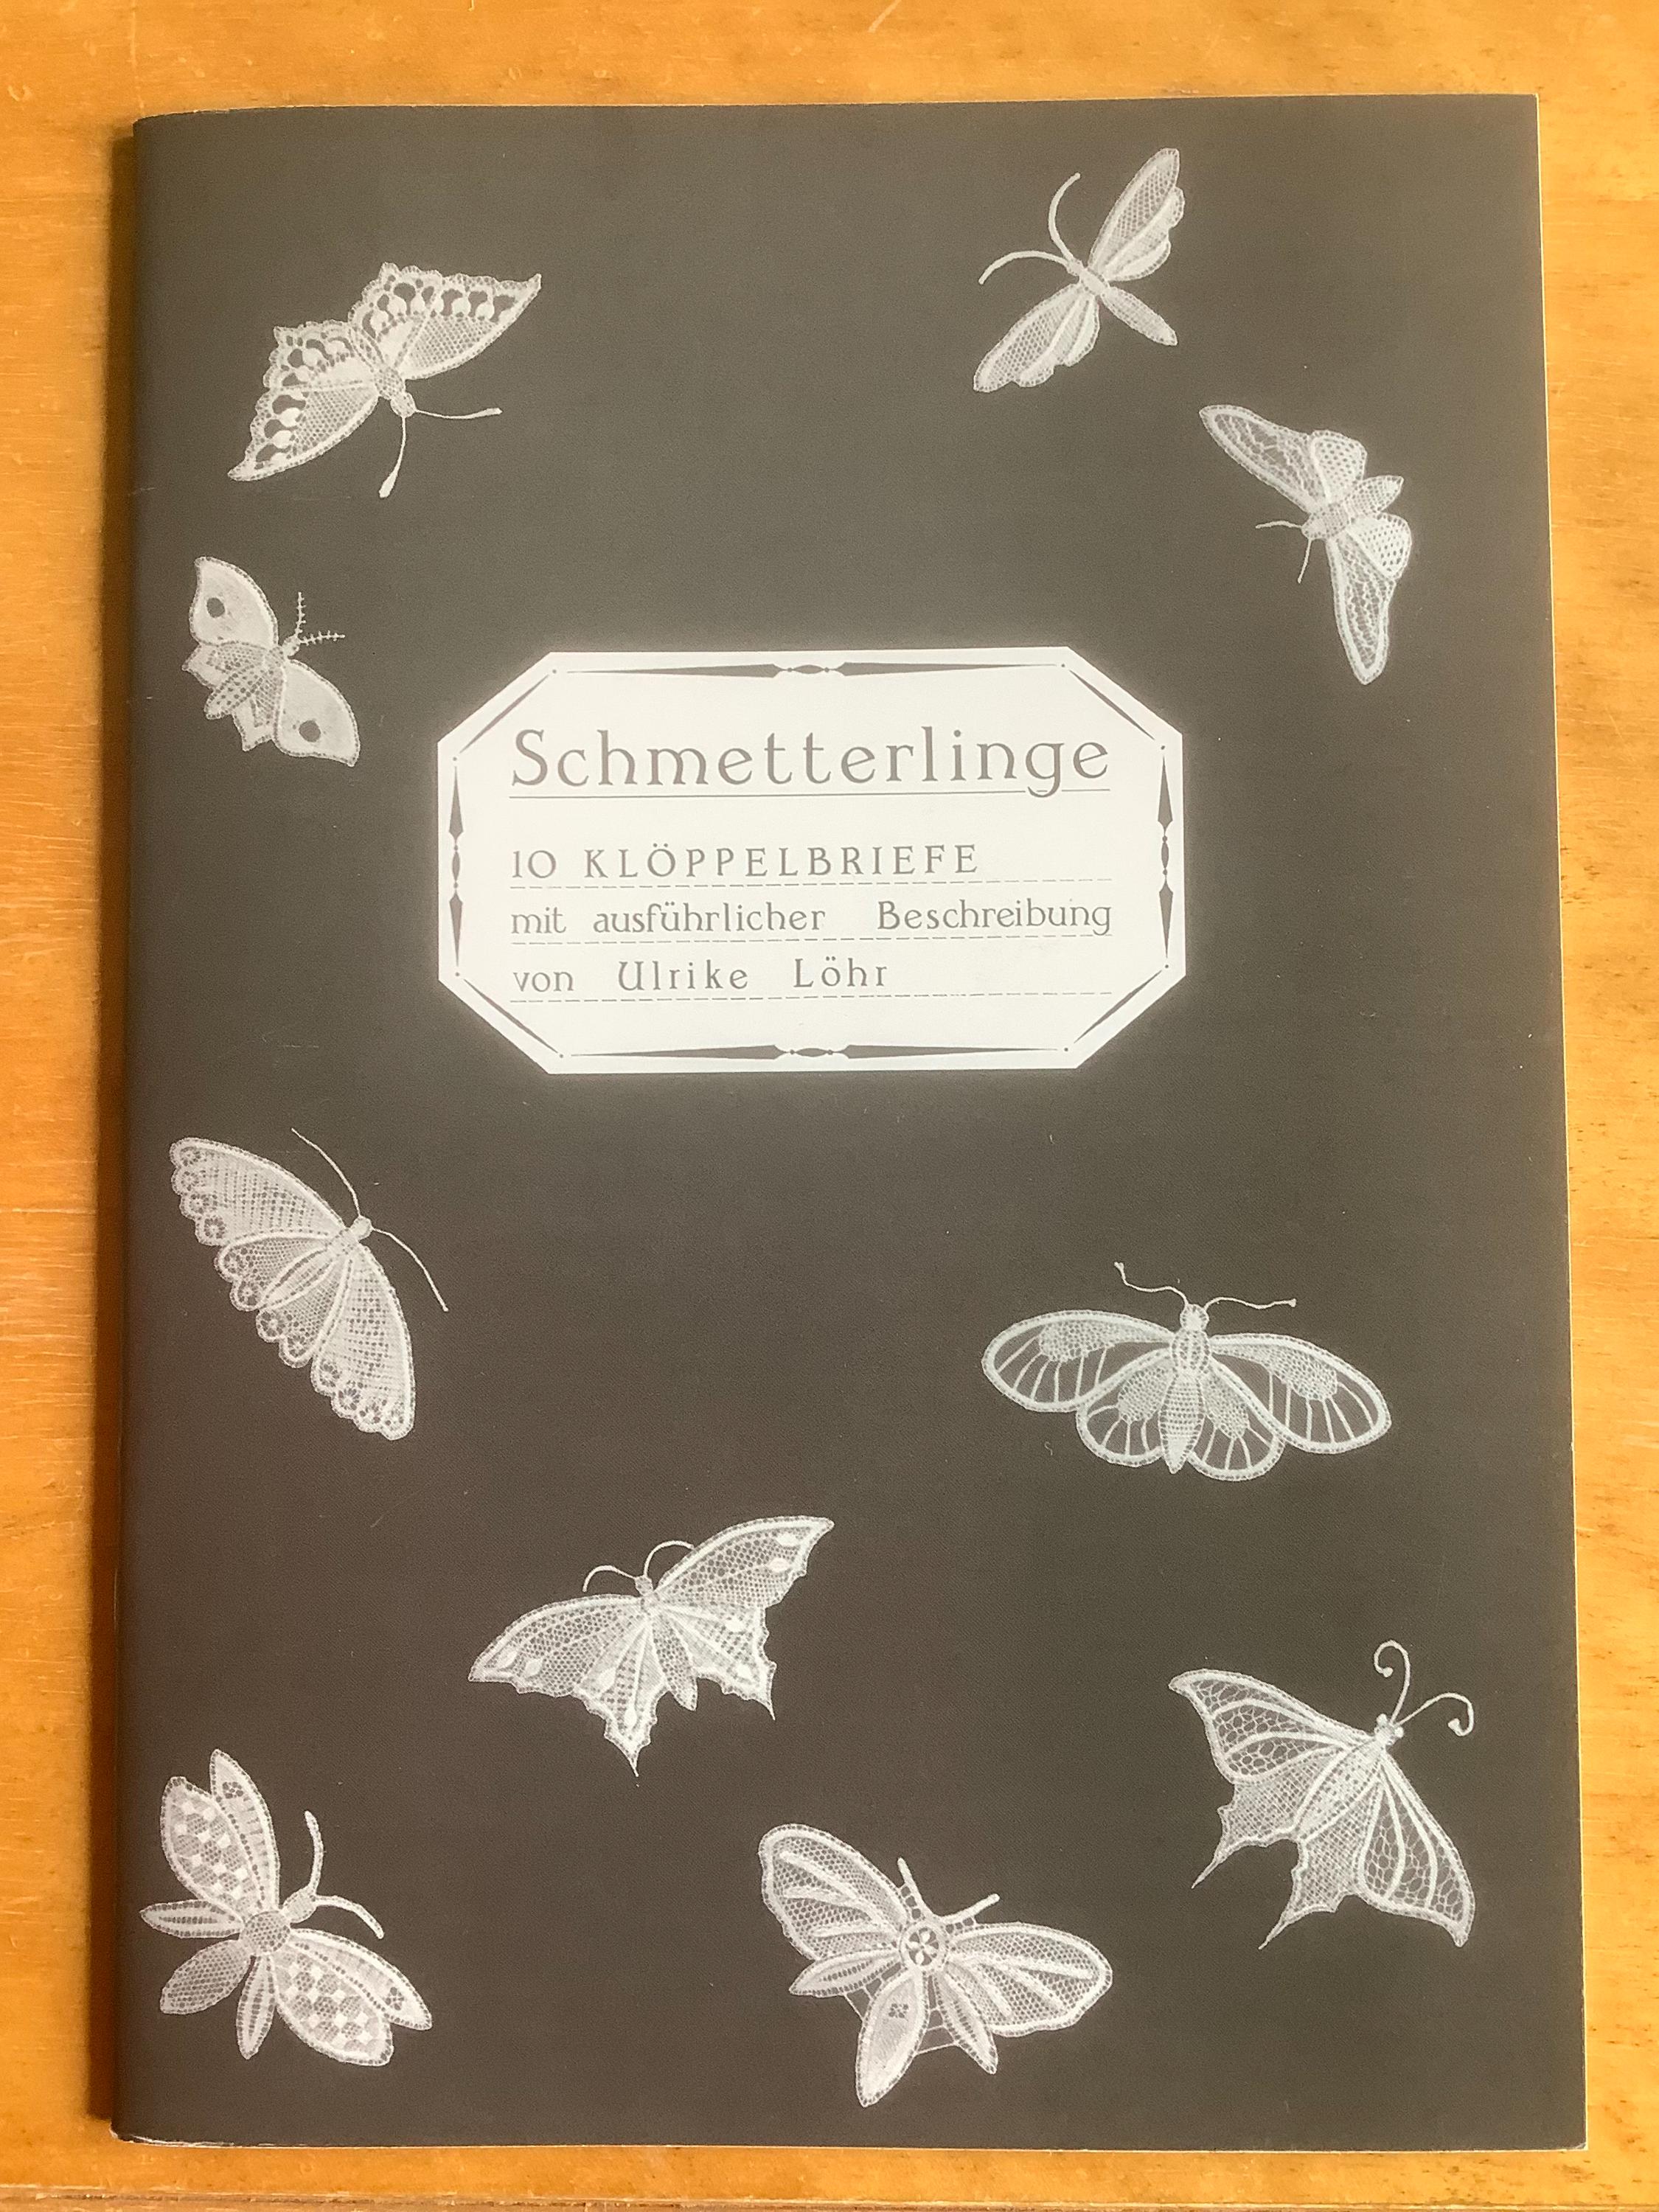 Schmetterlinge
10 KLÖPPELBRIEFE
mit ausführlicher Beschreibung
von Ulrike Löhr